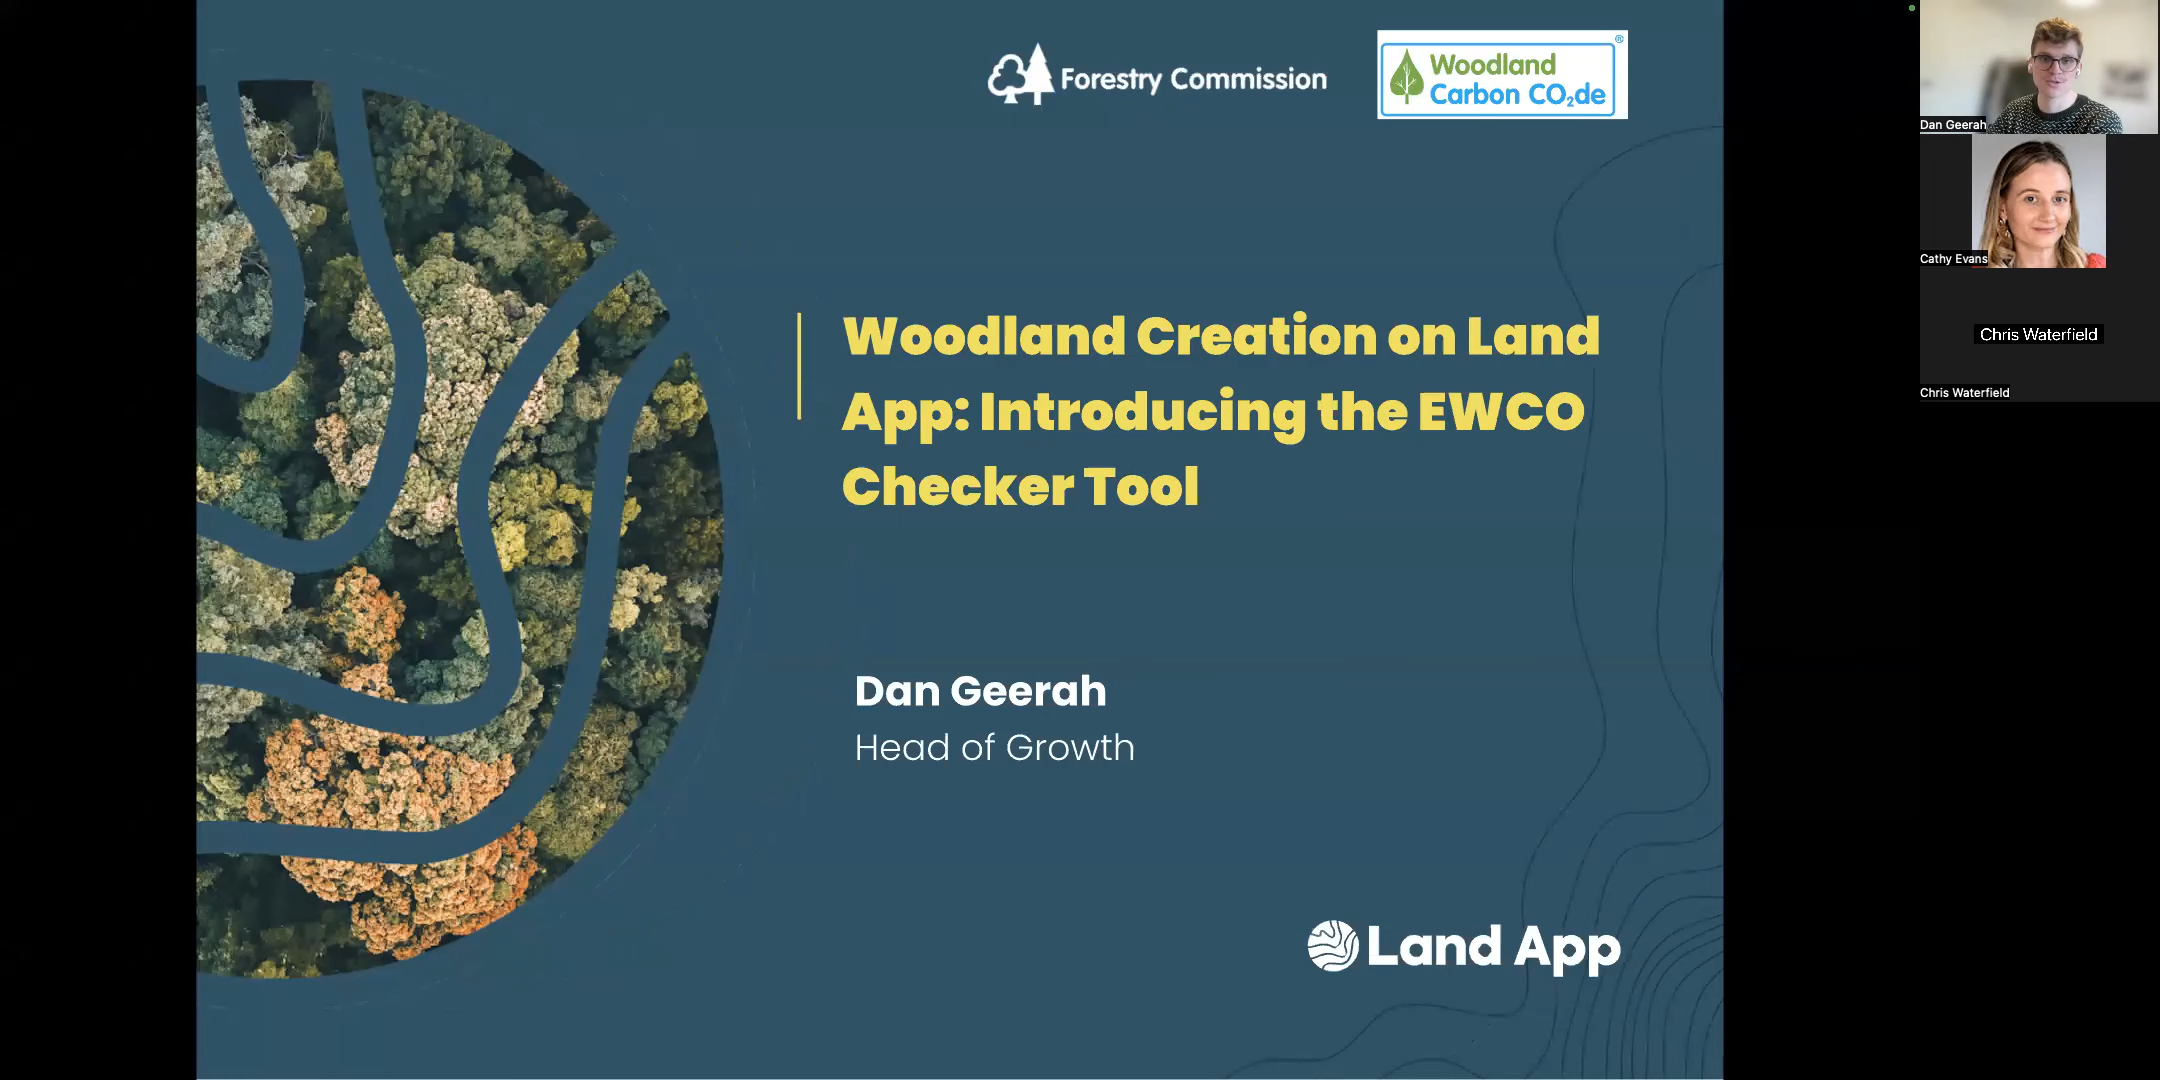 Forestry Commission
Woodland
Carbon CO₂de
®
Woodland Creation on Land
App: Introducing the EWCO
Checker Tool
Dan Geerah
Head of Growth
Land App
Dan Geerah
Cathy Evans
Chris Waterfield
Chris Waterfield